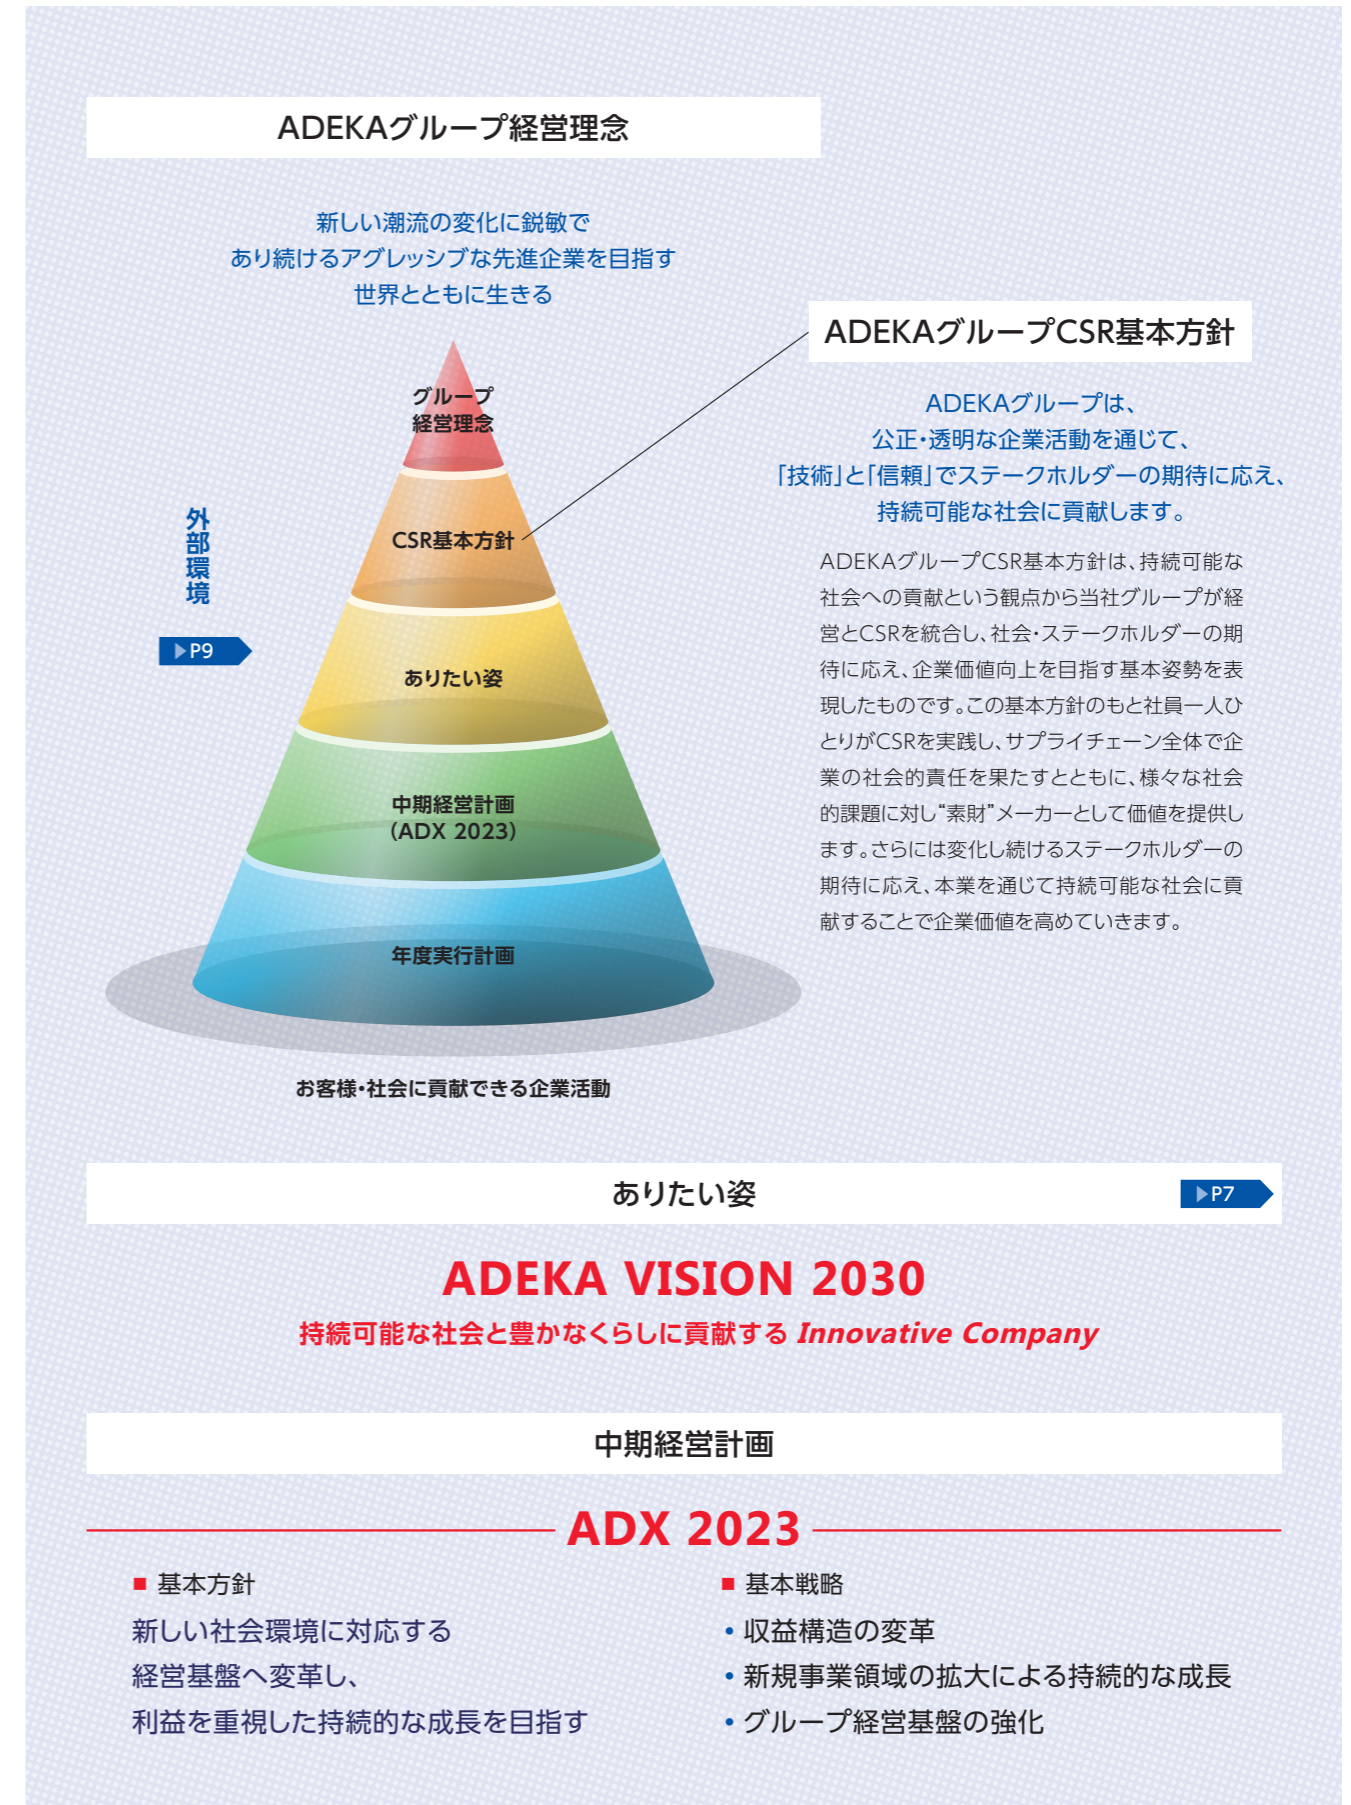 ADEKAグループ経営理念
新しい潮流の変化に鋭敏で
あり続けるアグレッシブな先進企業を目指す
世界とともに生きる
グループ
経営理念
CSR基本方針
ありたい姿
中期経営計画
(ADX 2023)
年度実行計画
お客様・社会に貢献できる企業活動
外部環境
P9
ADEKAグループCSR基本方針
ADEKAグループは、
公正・透明な企業活動を通じて、
「技術」と「信頼」でステークホルダーの期待に応え、
持続可能な社会に貢献します。
ADEKAグループCSR基本方針は、持続可能な
社会への貢献という観点から当社グループが経
営とCSRを統合し、社会・ステークホルダーの期
待に応え、企業価値向上を目指す基本姿勢を表
現したものです。この基本方針のもと社員一人ひ
とりがCSRを実践し、サプライチェーン全体で企
業の社会的責任を果たすとともに、様々な社会
的課題に対し“素財”メーカーとして価値を提供し
ます。さらには変化し続けるステークホルダーの
期待に応え、本業を通じて持続可能な社会に貢
献することで企業価値を高めていきます。
ありたい姿
P7
ADEKA VISION 2030
持続可能な社会と豊かなくらしに貢献する Innovative Company
中期経営計画
ADX 2023
■ 基本方針
新しい社会環境に対応する
経営基盤へ変革し、
利益を重視した持続的な成長を目指す
■ 基本戦略
・収益構造の変革
・新規事業領域の拡大による持続的な成長
・グループ経営基盤の強化